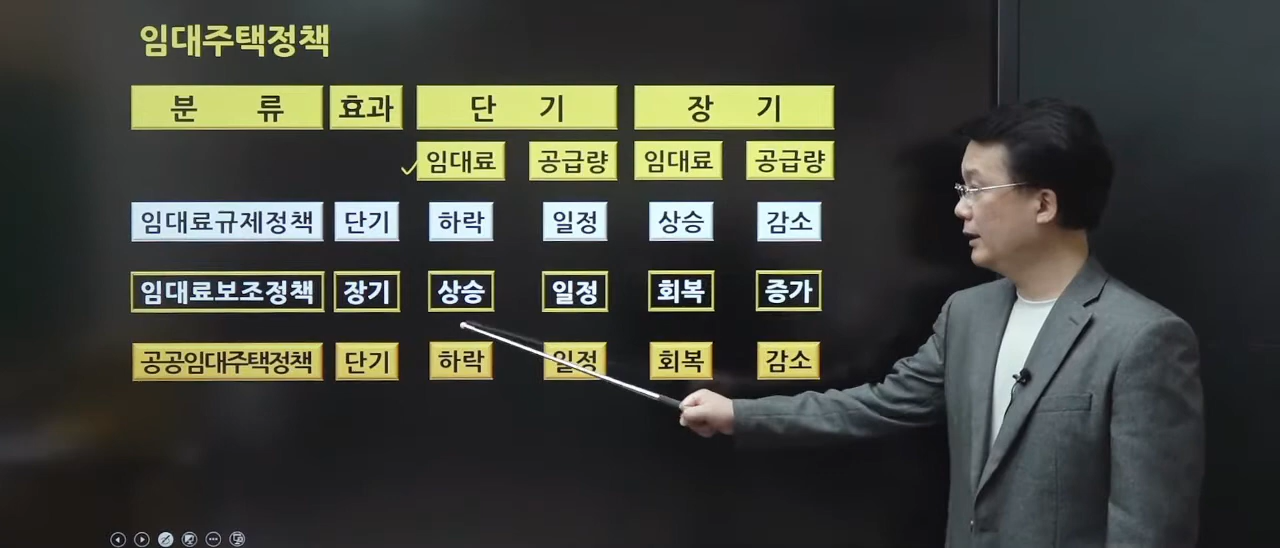 임대주택정책
분 류 효과 단 기 장 기
임대료 공급량 임대료 공급량
임대료규제정책 단기 하락 일정 상승 감소
임대료보조정책 장기 상승 일정 회복 증가
공공임대주택정책 단기 하락 일정 회복 감소